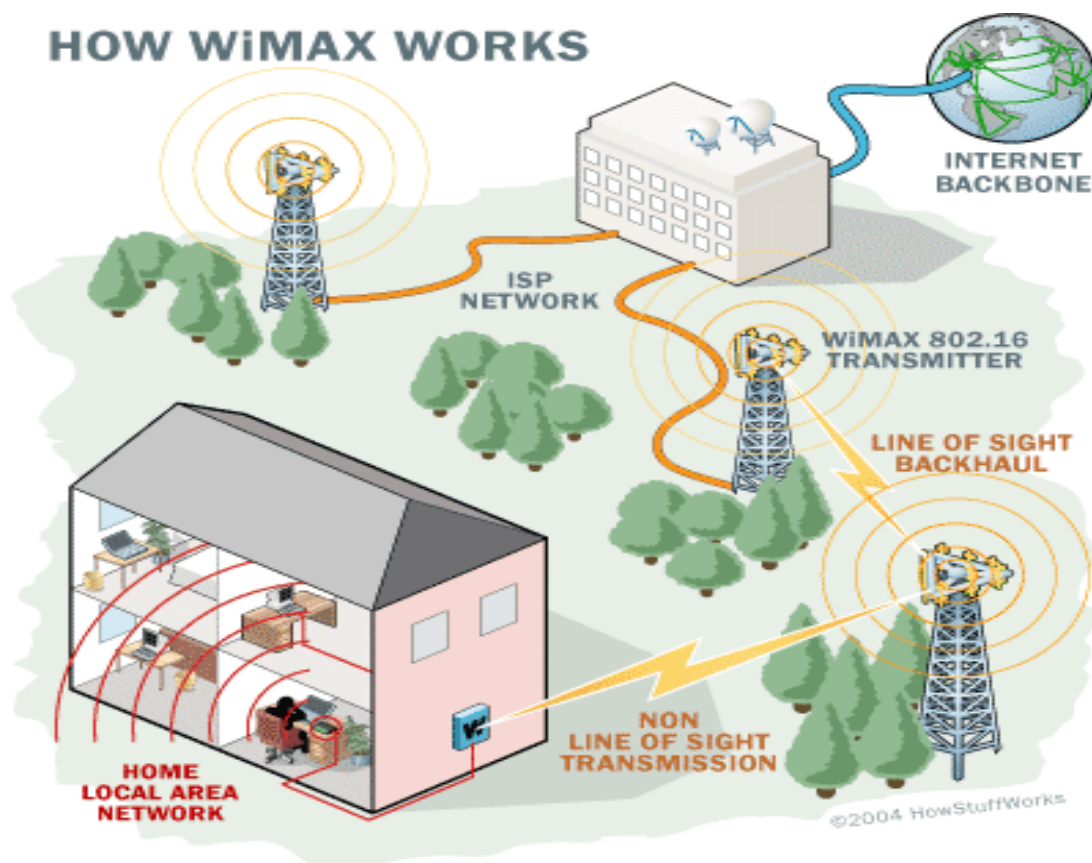 HOW WiMAX WORKS
INTERNET
BACKBONE
ISP
NETWORK
WiMAX 802.16
TRANSMITTER
LINE OF SIGHT
BACKHAUL
NON
LINE OF SIGHT
TRANSMISSION
HOME
LOCAL AREA
NETWORK
©2004 HowStuffWorks